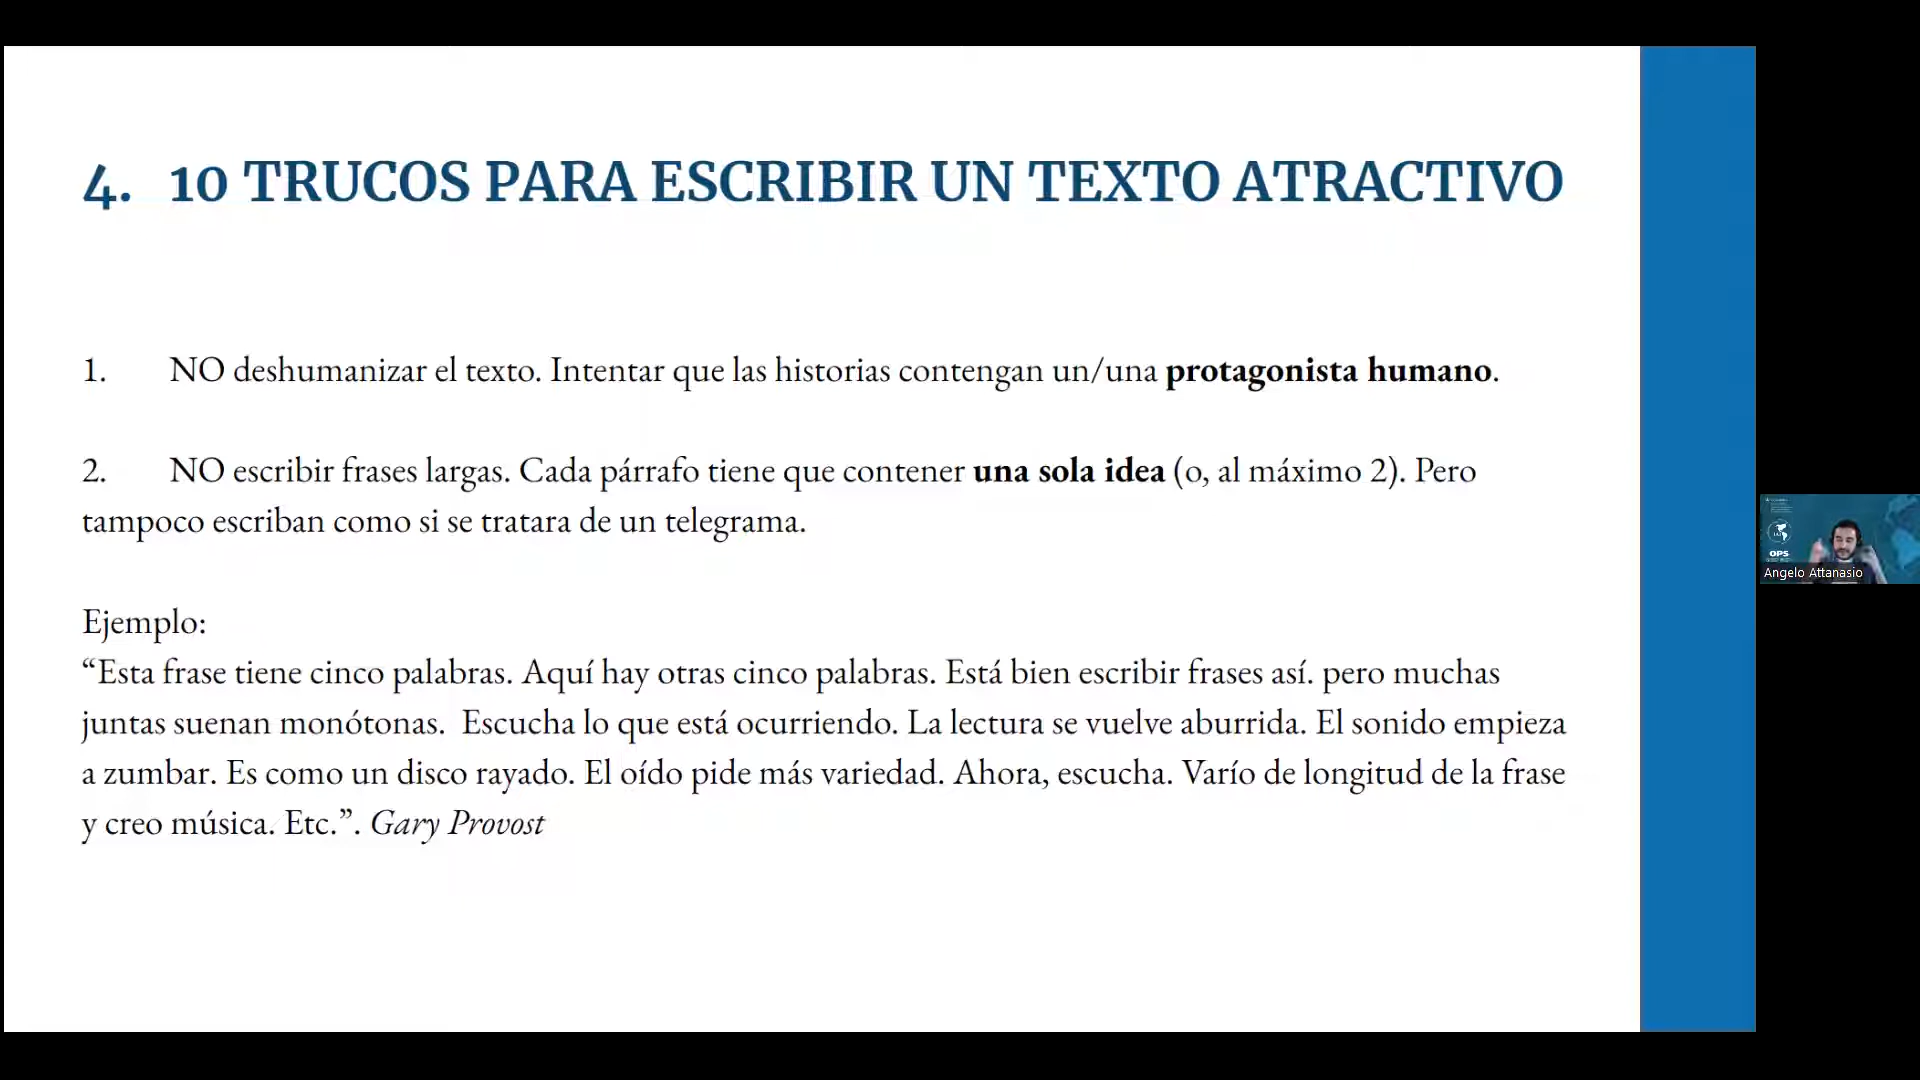 4. 10 TRUCOS PARA ESCRIBIR UN TEXTO ATRACTIVO
1. NO deshumanizar el texto. Intentar que las historias contengan un/una protagonista humano.
2. NO escribir frases largas. Cada párrafo tiene que contener una sola idea (o, al máximo 2). Pero
tampoco escriban como si se tratara de un telegrama.
Ejemplo:
“Esta frase tiene cinco palabras. Aquí hay otras cinco palabras. Está bien escribir frases así. pero muchas
juntas suenan monótonas.  Escucha lo que está ocurriendo. La lectura se vuelve aburrida. El sonido empieza
a zumbar. Es como un disco rayado. El oído pide más variedad. Ahora, escucha. Varío de longitud de la frase
y creo música. Etc.”. Gary Provost
OPS
Angelo Attanasio